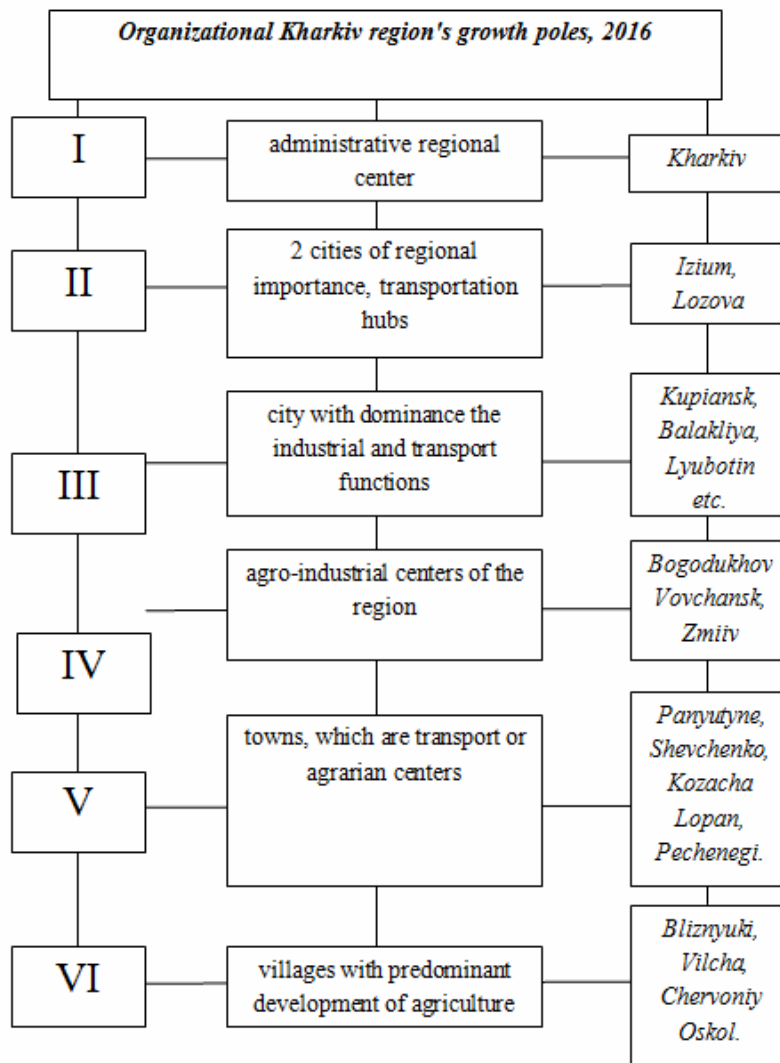 Organizational Kharkiv region's growth poles, 2016
I
administrative regional
center
Kharkiv
II
2 cities of regional
importance, transportation
hubs
Izium,
Lozova
III
city with dominance the
industrial and transport
functions
Kupiansk,
Balakliya,
Lyubotin
etc.
IV
agro-industrial centers of the
region
Bogodukhov
Vovchansk,
Zmiiv
V
towns, which are transport or
agrarian centers
Panyutyne,
Shevchenko,
Kozacha
Lopan,
Pechenegi.
VI
villages with predominant
development of agriculture
Bliznyuki,
Vilcha,
Chervoniy
Oskol.